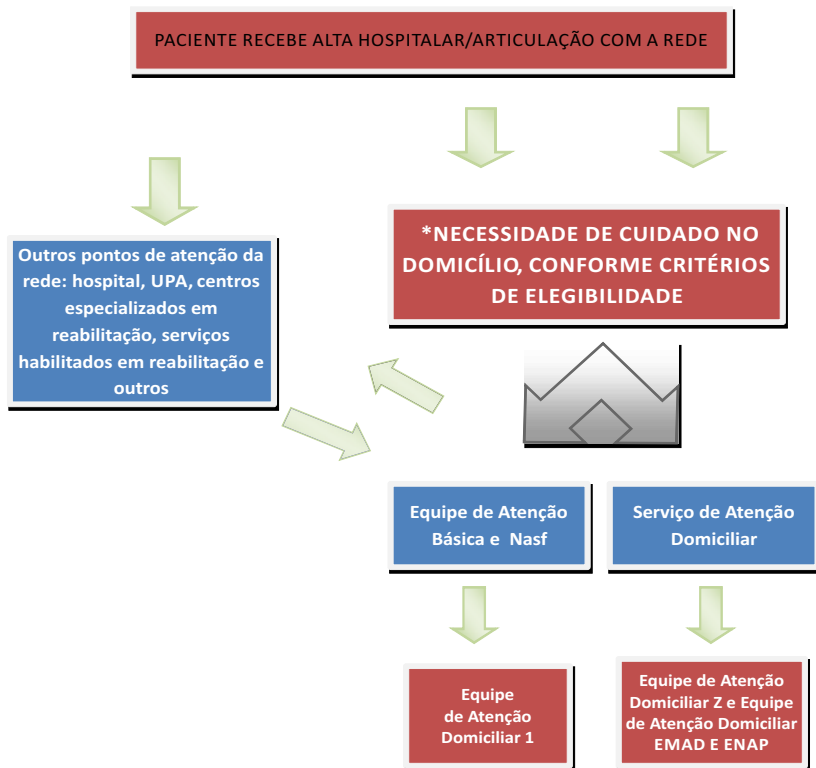 PACIENTE RECEBE ALTA HOSPITALAR/ARTICULAÇÃO COM A REDE
Outros pontos de atenção da
rede: hospital, UPA, centros
especializados em
reabilitação, serviços
habilitados em reabilitação e
outros
*NECESSIDADE DE CUIDADO NO
DOMICÍLIO, CONFORME CRITÉRIOS
DE ELEGIBILIDADE
Equipe de Atenção
Básica e Nasf
Serviço de Atenção
Domiciliar
Equipe
de Atenção
Domiciliar 1
Equipe de Atenção
Domiciliar Z e Equipe
de Atenção Domiciliar
EMAD E ENAP